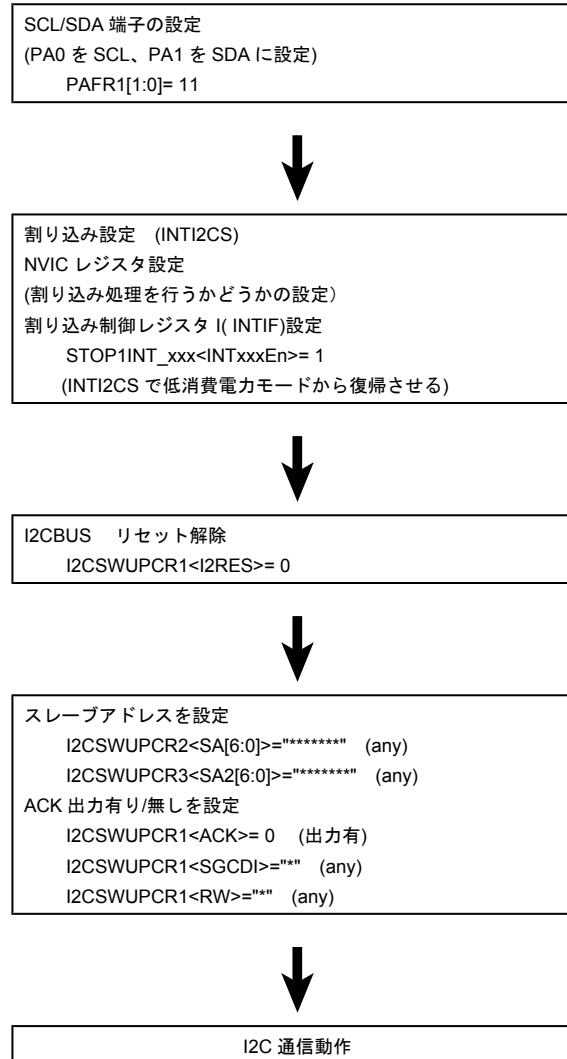 SCL/SDA 端子の設定
(PA0 を SCL、PA1 を SDA に設定)
PAFR1[1:0]= 11
割り込み設定 (INTI2CS)
NVIC レジスタ設定
(割り込み処理を行うかどうかの設定）
割り込み制御レジスタ I( INTIF)設定
STOP1INT_xxx<INTxxxEn>= 1
(INTI2CS で低消費電力モードから復帰させる)
I2CBUS リセット解除
I2CSWUPCR1<I2RES>= 0
スレーブアドレスを設定
I2CSWUPCR2<SA[6:0]>="*******" (any)
I2CSWUPCR3<SA2[6:0]>="*******" (any)
ACK 出力有り/無しを設定
I2CSWUPCR1<ACK>= 0 (出力有)
I2CSWUPCR1<SGCDI>="*" (any)
I2CSWUPCR1<RW>="*" (any)
I2C 通信動作